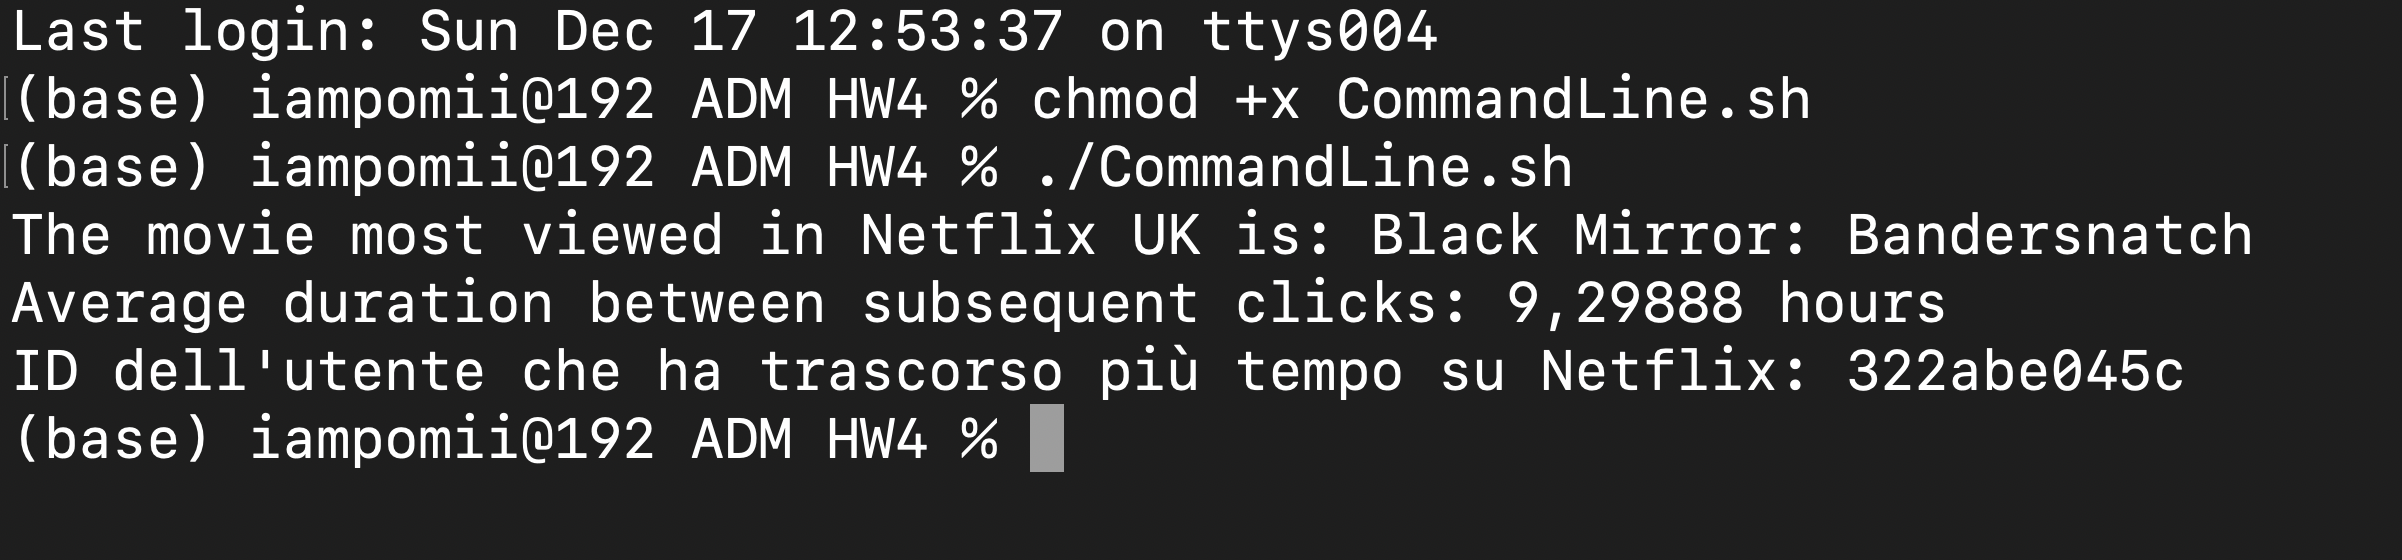 Last login: Sun Dec 17 12:53:37 on ttys004
(base) iampomii@192 ADM HW4 % chmod +x CommandLine.sh
(base) iampomii@192 ADM HW4 % ./CommandLine.sh
The movie most viewed in Netflix UK is: Black Mirror: Bandersnatch
Average duration between subsequent clicks: 9,29888 hours
ID dell'utente che ha trascorso più tempo su Netflix: 322abe045c
(base) iampomii@192 ADM HW4 %